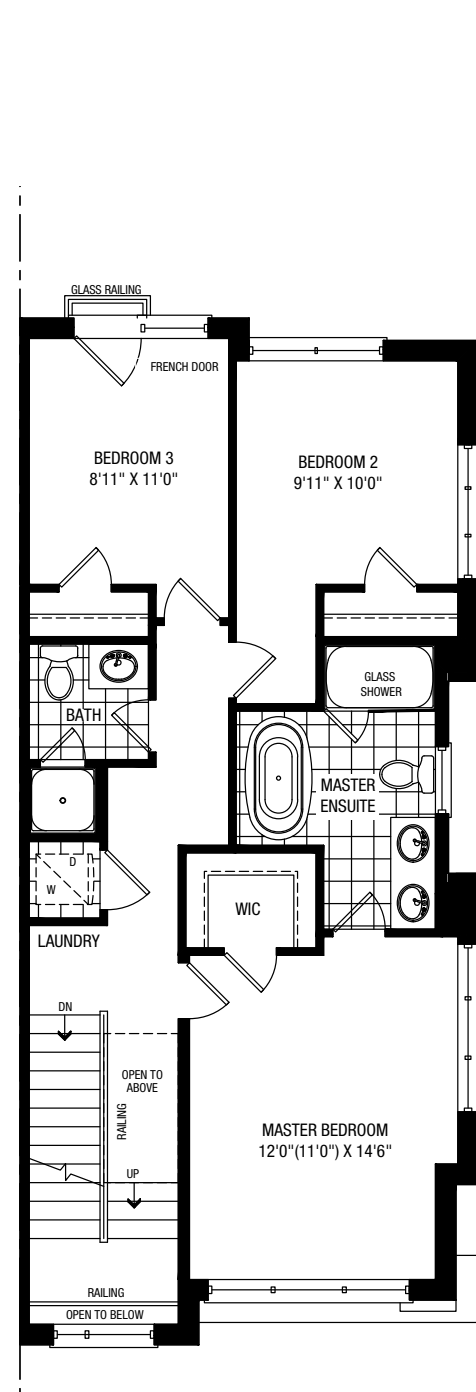 GLASS RAILING
FRENCH DOOR
BEDROOM 3
8'11" X 11'0"
BEDROOM 2
9'11" X 10'0"
GLASS
SHOWER
BATH
MASTER
ENSUITE
D
W
WIC
LAUNDRY
DN
OPEN TO
ABOVE
RAILING
MASTER BEDROOM
12'0"(11'0") X 14'6"
UP
RAILING
OPEN TO BELOW